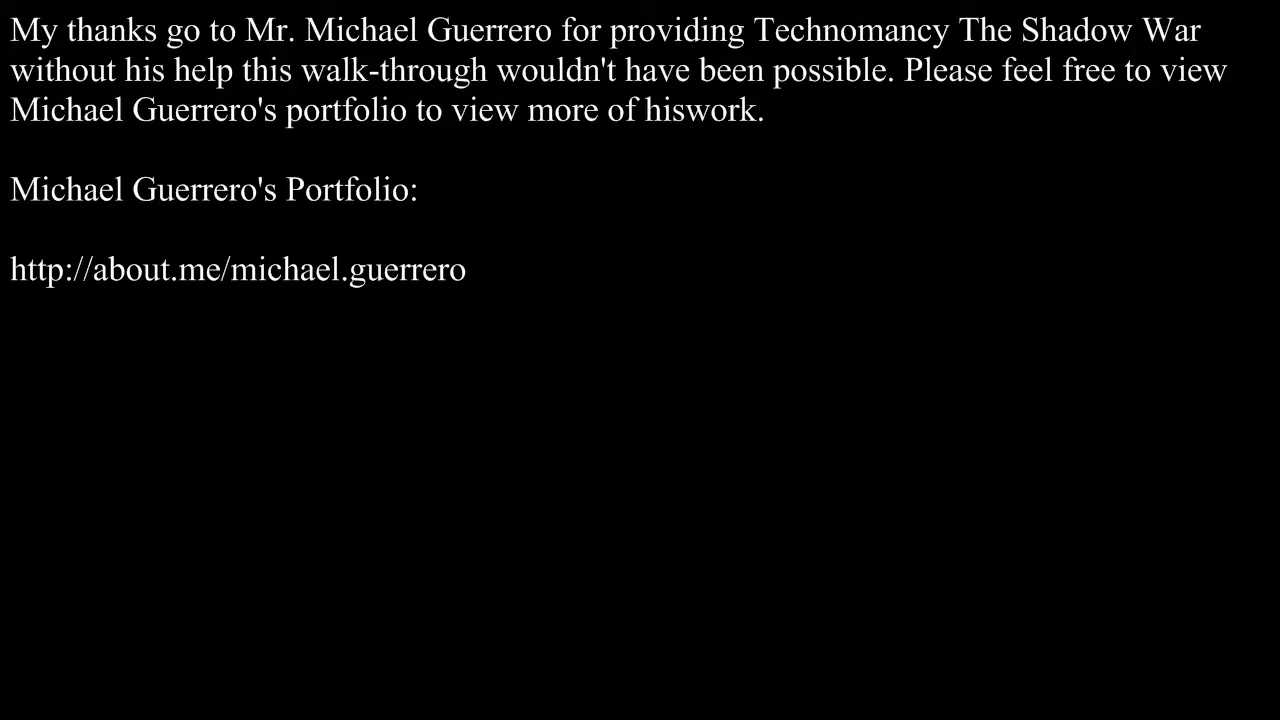 My thanks go to Mr. Michael Guerrero for providing Technomancy The Shadow War
without his help this walk-through wouldn't have been possible. Please feel free to view
Michael Guerrero's portfolio to view more of hiswork.
Michael Guerrero's Portfolio:
http://about.me/michael.guerrero